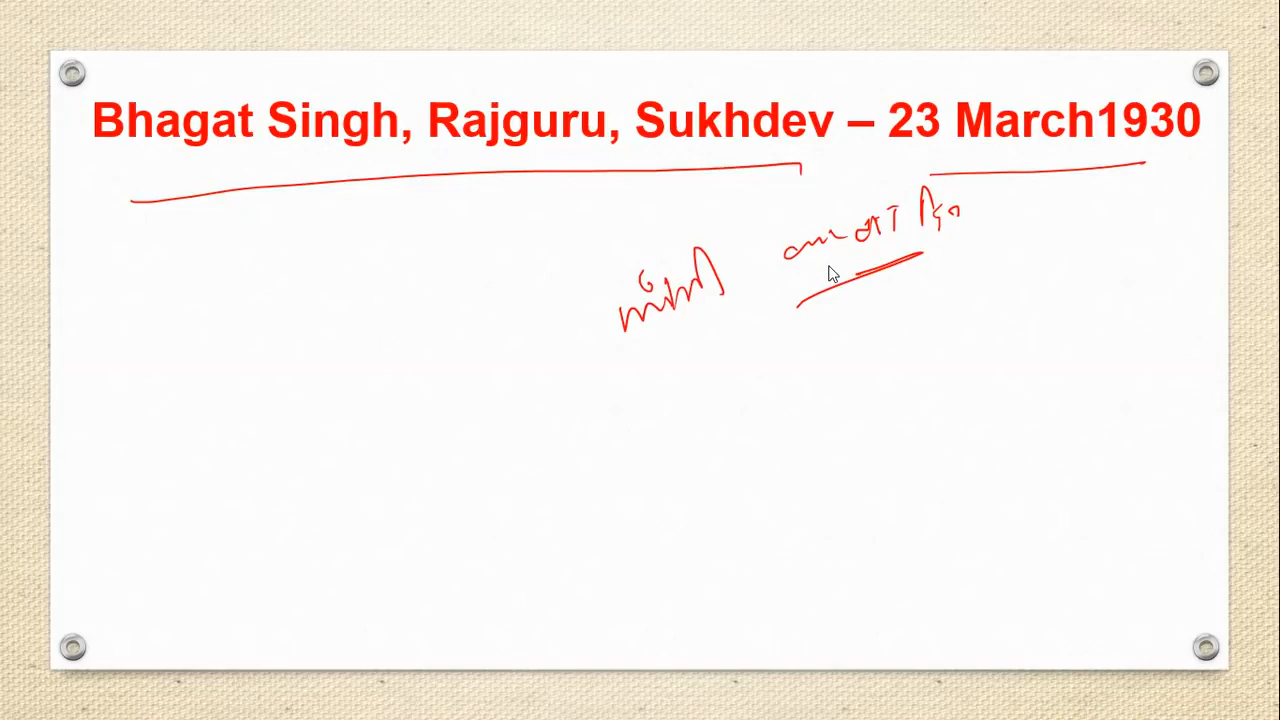 Bhagat Singh, Rajguru, Sukhdev – 23 March1930